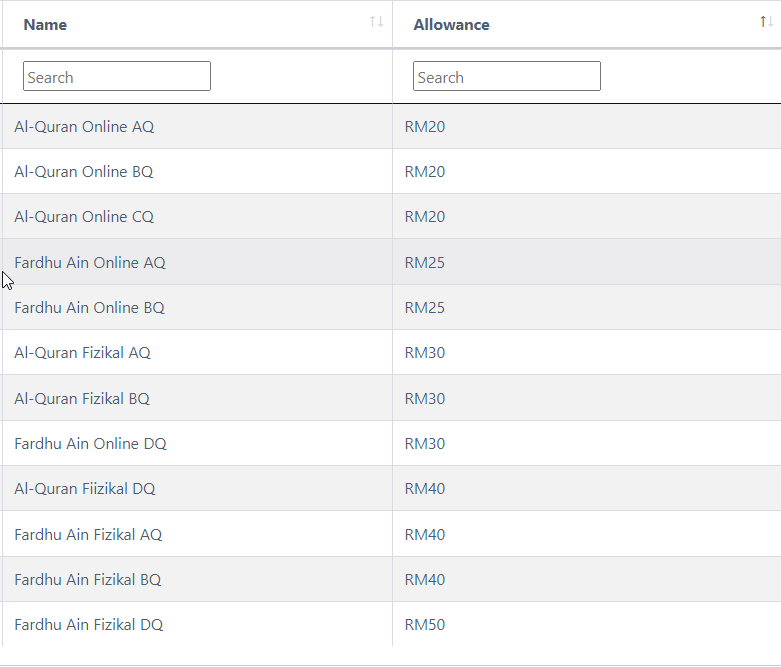 Name Allowance
Search Search
Al-Quran Online AQ RM20
Al-Quran Online BQ RM20
Al-Quran Online CQ RM20
Fardhu Ain Online AQ RM25
Fardhu Ain Online BQ RM25
Al-Quran Fizikal AQ RM30
Al-Quran Fizikal BQ RM30
Fardhu Ain Online DQ RM30
Al-Quran Fiizikal DQ RM40
Fardhu Ain Fizikal AQ RM40
Fardhu Ain Fizikal BQ RM40
Fardhu Ain Fizikal DQ RM50